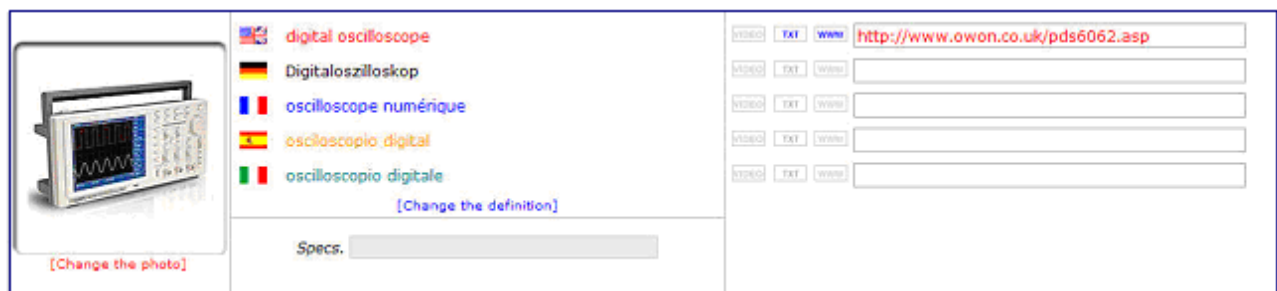 digital oscilloscope VIDEO TXT WWW http://www.owon.co.uk/pds6062.asp
Digitaloszilloskop VIDEO TXT WWW
oscilloscope numérique VIDEO TXT WWW
osciloscopio digital VIDEO TXT WWW
oscilloscopio digitale VIDEO TXT WWW
[Change the definition]
Specs.
[Change the photo]